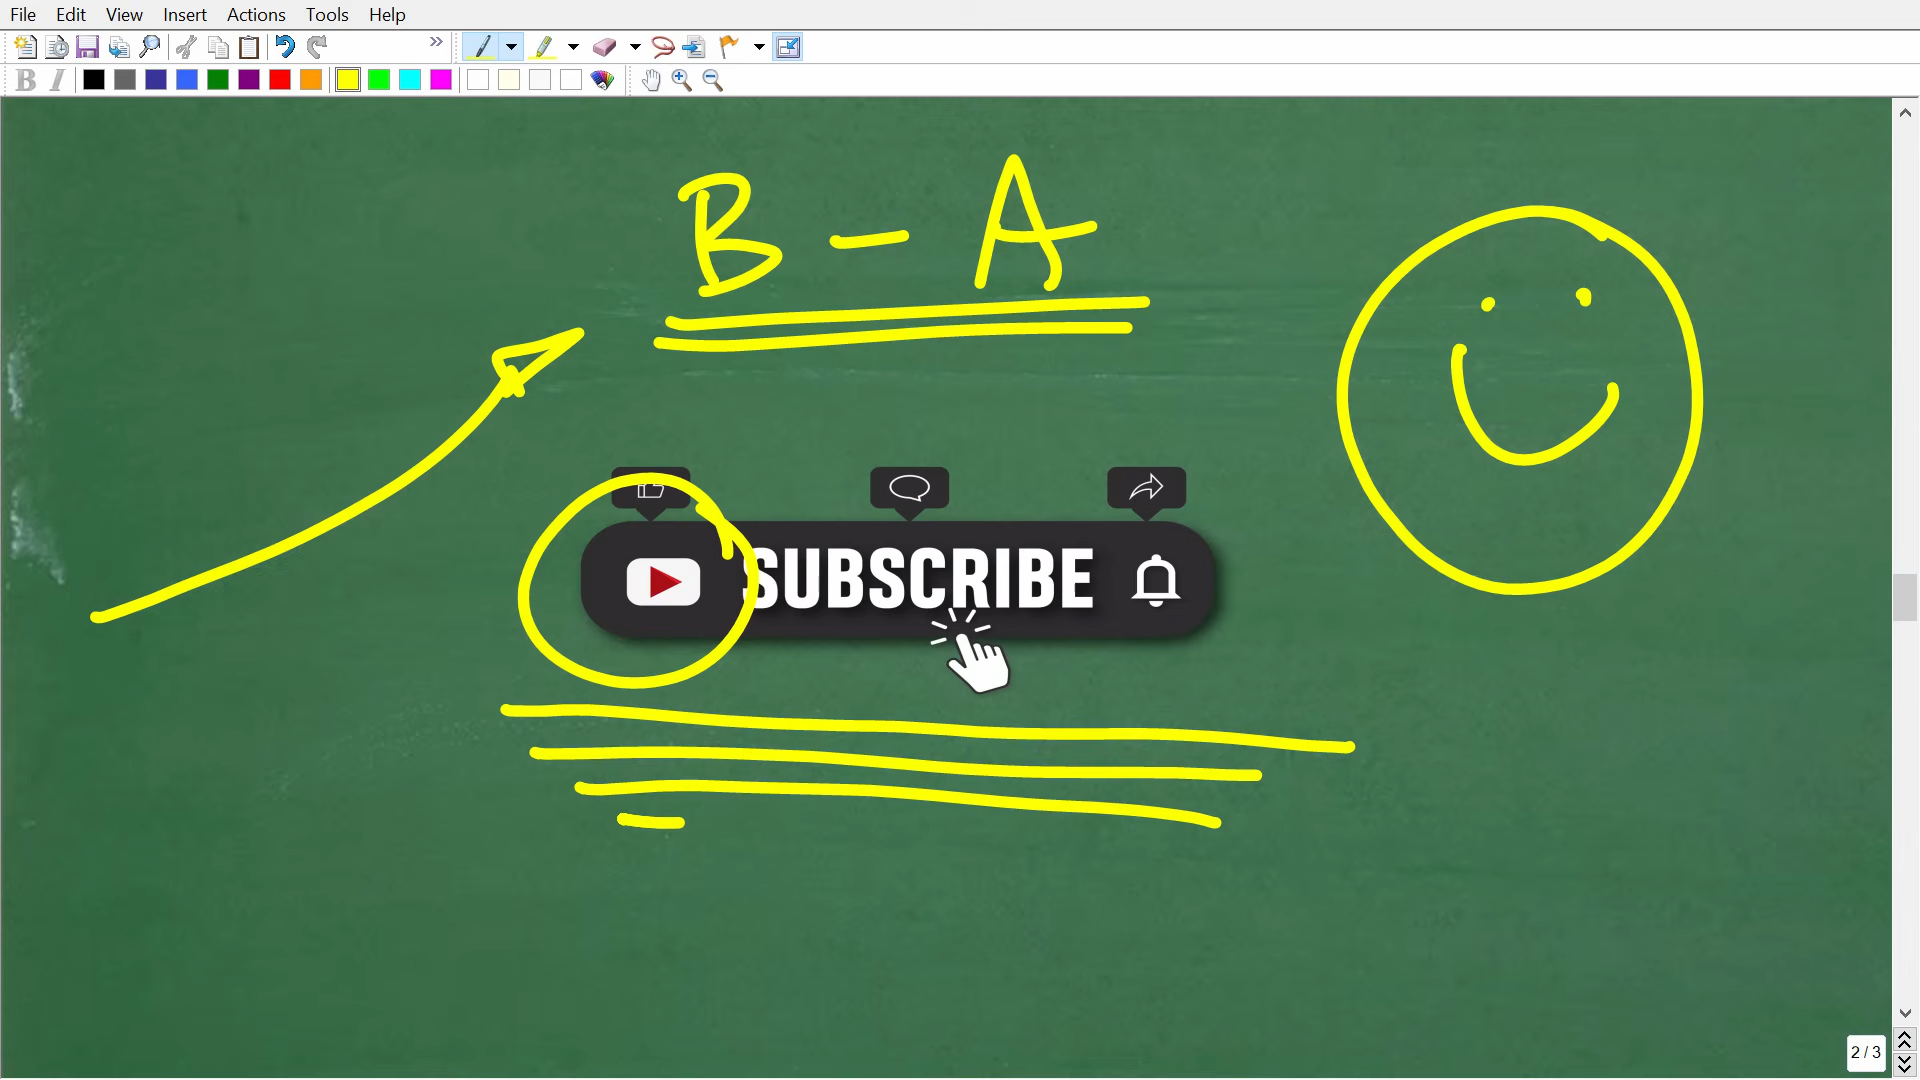 File Edit View Insert Actions Tools Help
B I
B - A
SUBSCRIBE
2 / 3